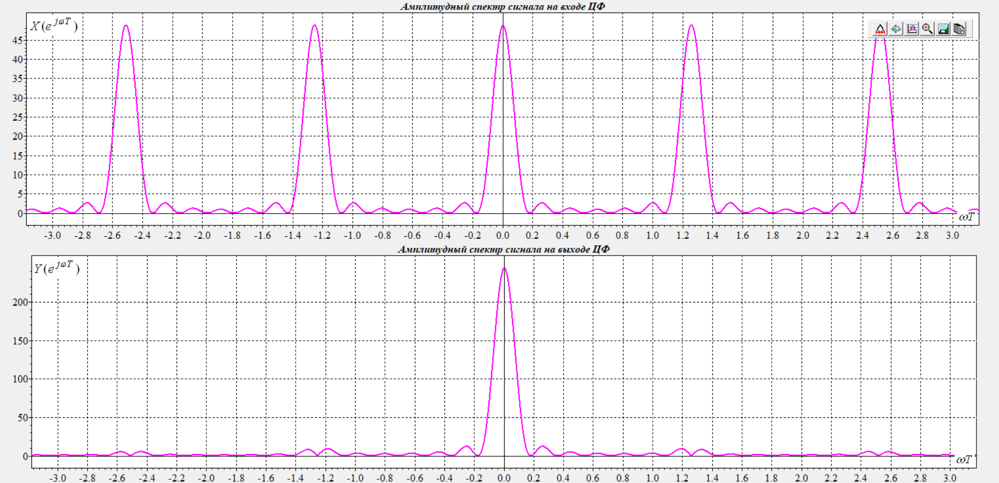 Амплитудный спектр сигнала на входе ЦФ
X(e^{jωT})
45
40
35
30
25
20
15
10
5
0
ωT
-3.0 -2.8 -2.6 -2.4 -2.2 -2.0 -1.8 -1.6 -1.4 -1.2 -1.0 -0.8 -0.6 -0.4 -0.2 0.0 0.2 0.4 0.6 0.8 1.0 1.2 1.4 1.6 1.8 2.0 2.2 2.4 2.6 2.8 3.0
Амплитудный спектр сигнала на выходе ЦФ
Y(e^{jωT})
200
150
100
50
0
ωT
-3.0 -2.8 -2.6 -2.4 -2.2 -2.0 -1.8 -1.6 -1.4 -1.2 -1.0 -0.8 -0.6 -0.4 -0.2 0.0 0.2 0.4 0.6 0.8 1.0 1.2 1.4 1.6 1.8 2.0 2.2 2.4 2.6 2.8 3.0